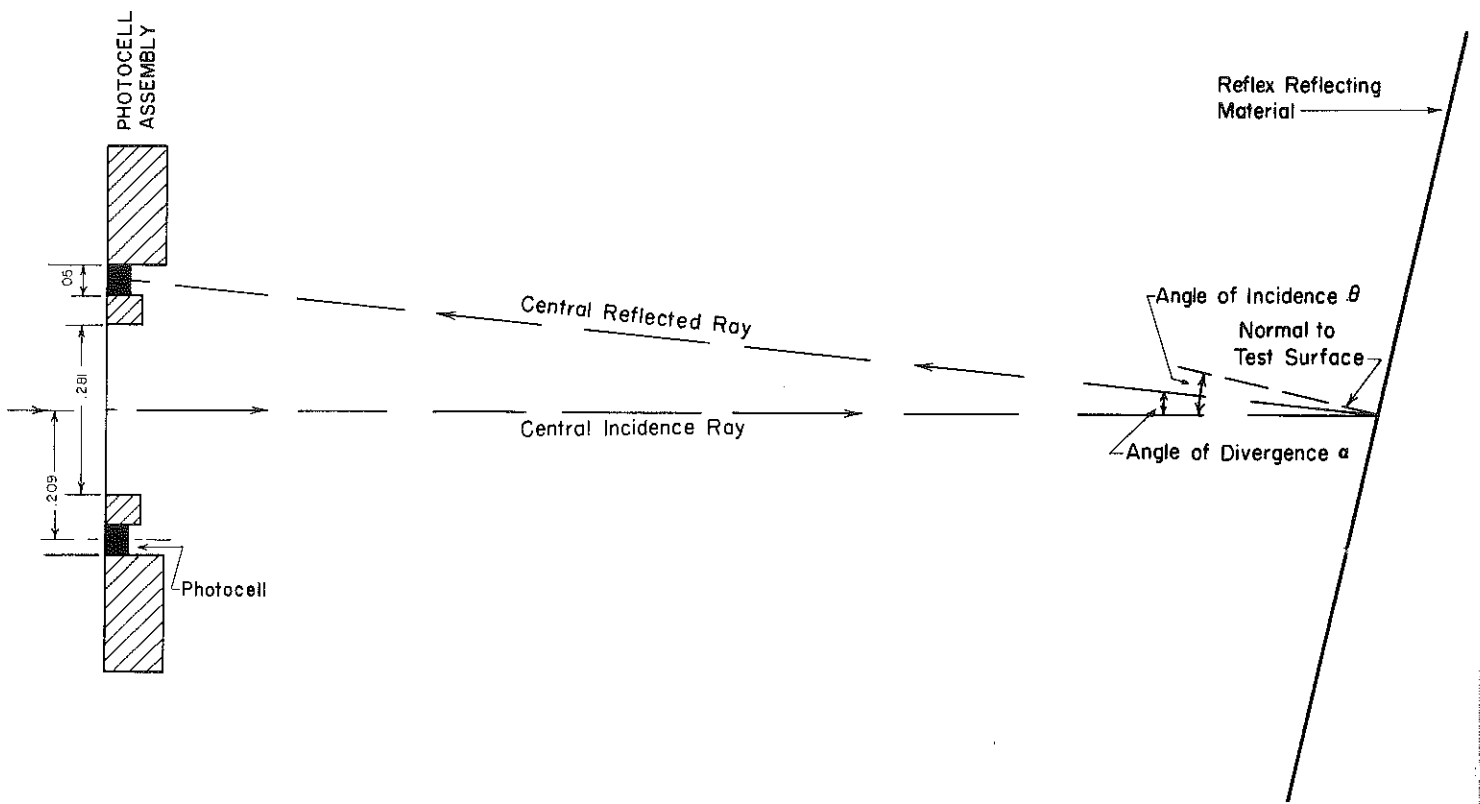 PHOTOCELL
ASSEMBLY
Reflex Reflecting
Material
.05
Central Reflected Ray
Angle of Incidence θ
Normal to
Test Surface
.281
Central Incidence Ray
Angle of Divergence α
.209
Photocell